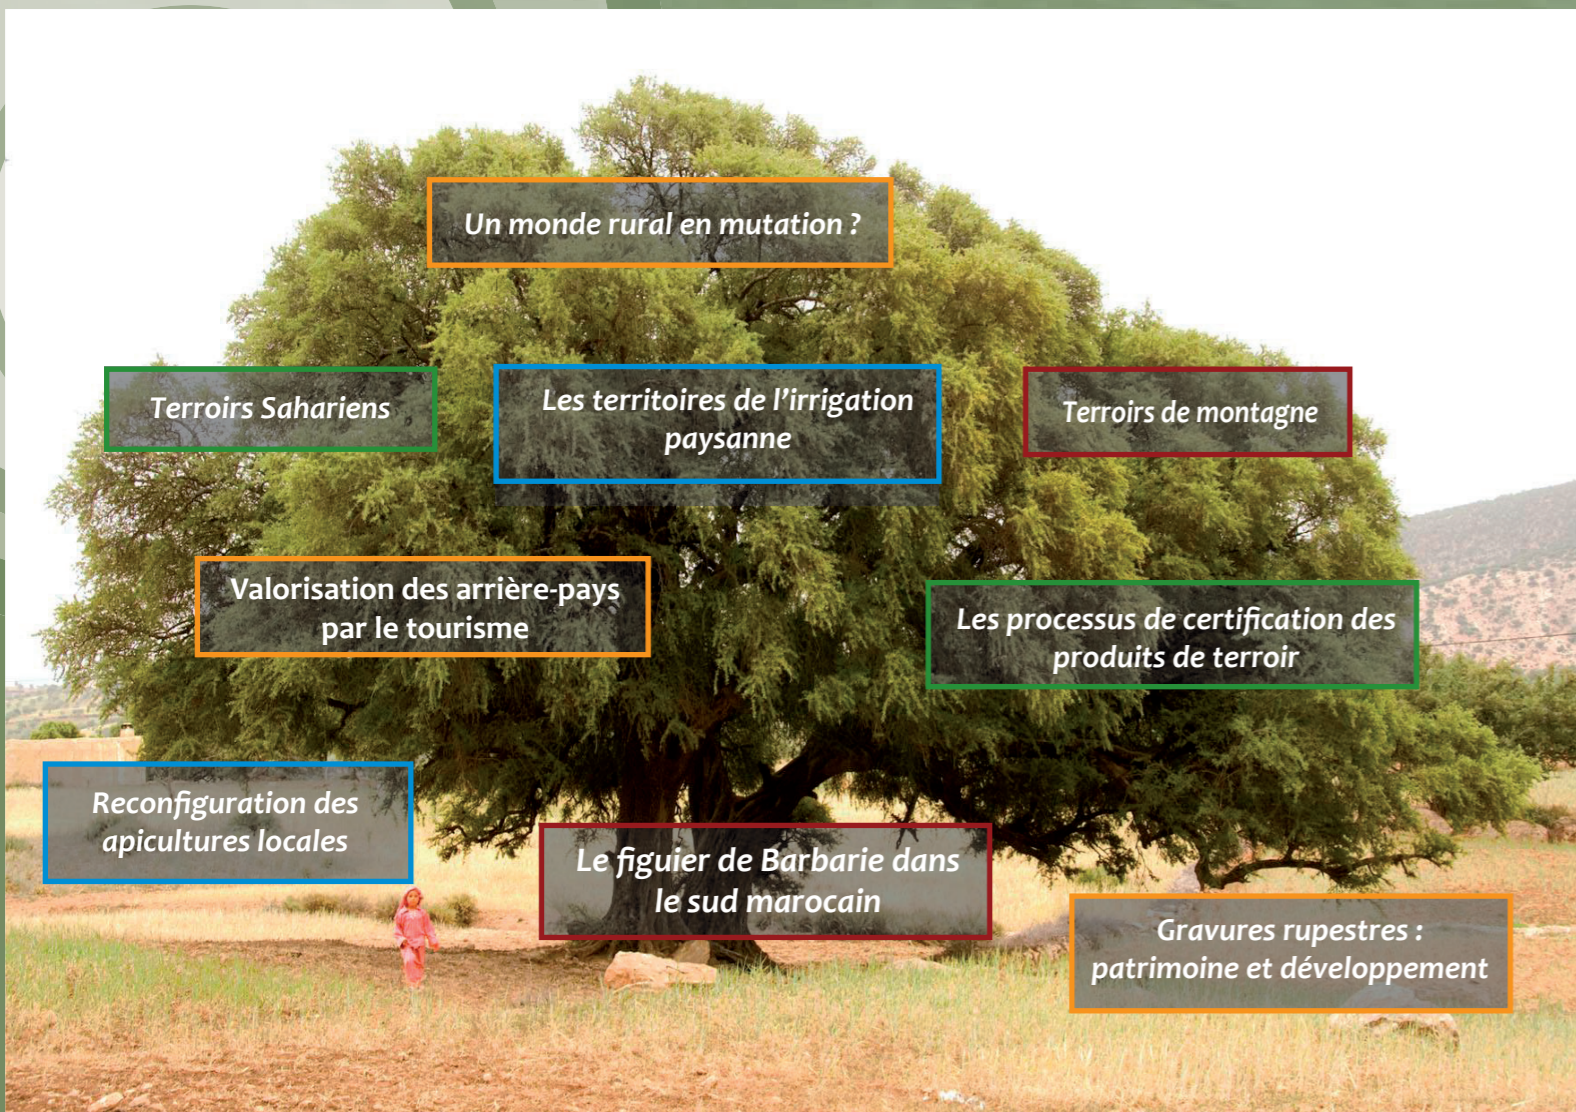 Un monde rural en mutation ?
Terroirs Sahariens
Les territoires de l'irrigation
paysanne
Terroirs de montagne
Valorisation des arrière-pays
par le tourisme
Les processus de certification des
produits de terroir
Reconfiguration des
apicultures locales
Le figuier de Barbarie dans
le sud marocain
Gravures rupestres :
patrimoine et développement